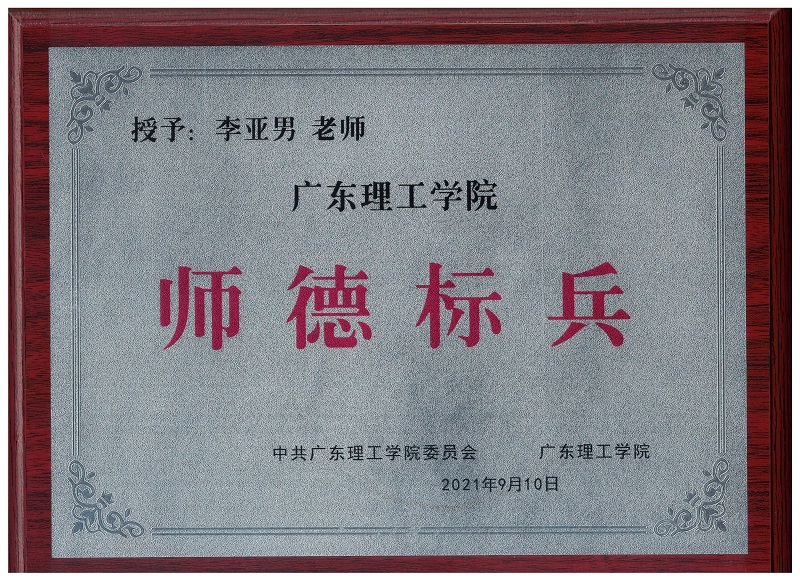 授予：李亚男 老师
广东理工学院
师德标兵
中共广东理工学院委员会 广东理工学院
2021年9月10日